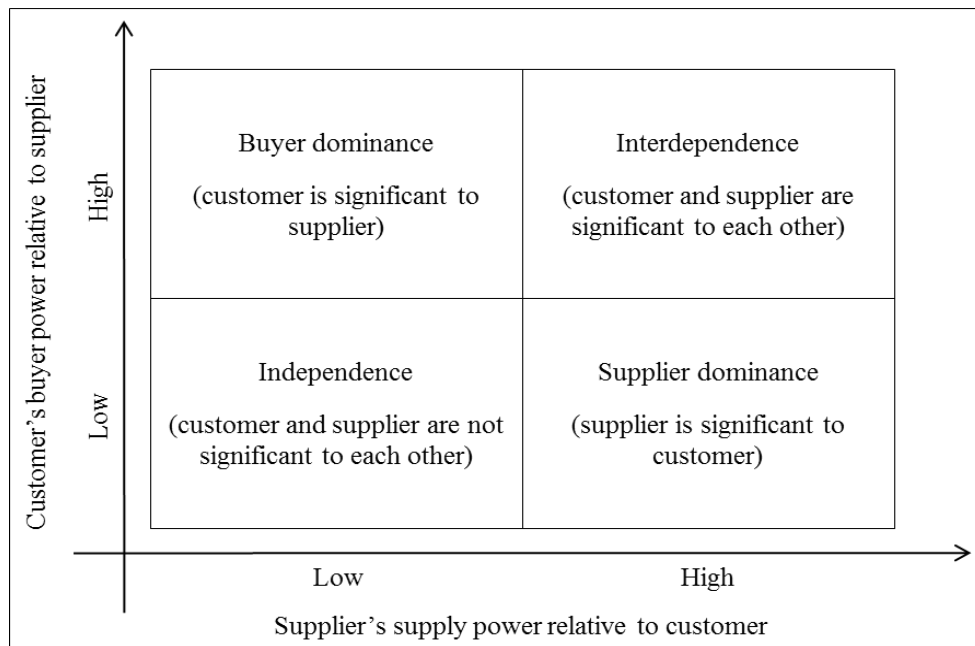 Customer’s buyer power relative to supplier
High
Low
Buyer dominance
(customer is significant to
supplier)
Interdependence
(customer and supplier are
significant to each other)
Independence
(customer and supplier are not
significant to each other)
Supplier dominance
(supplier is significant to
customer)
Low
High
Supplier’s supply power relative to customer